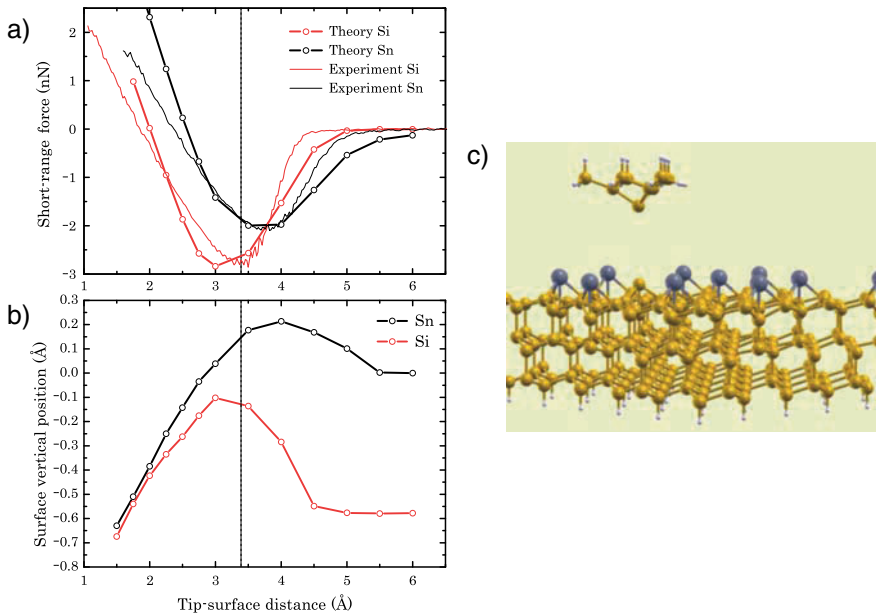 a)
2
1
0
-1
-2
-3
Short-range force (nN)
Theory Si
Theory Sn
Experiment Si
Experiment Sn
b)
0.3
0.2
0.1
0.0
-0.1
-0.2
-0.3
-0.4
-0.5
-0.6
-0.7
-0.8
Surface vertical position (Å)
Sn
Si
1 2 3 4 5 6
Tip-surface distance (Å)
c)